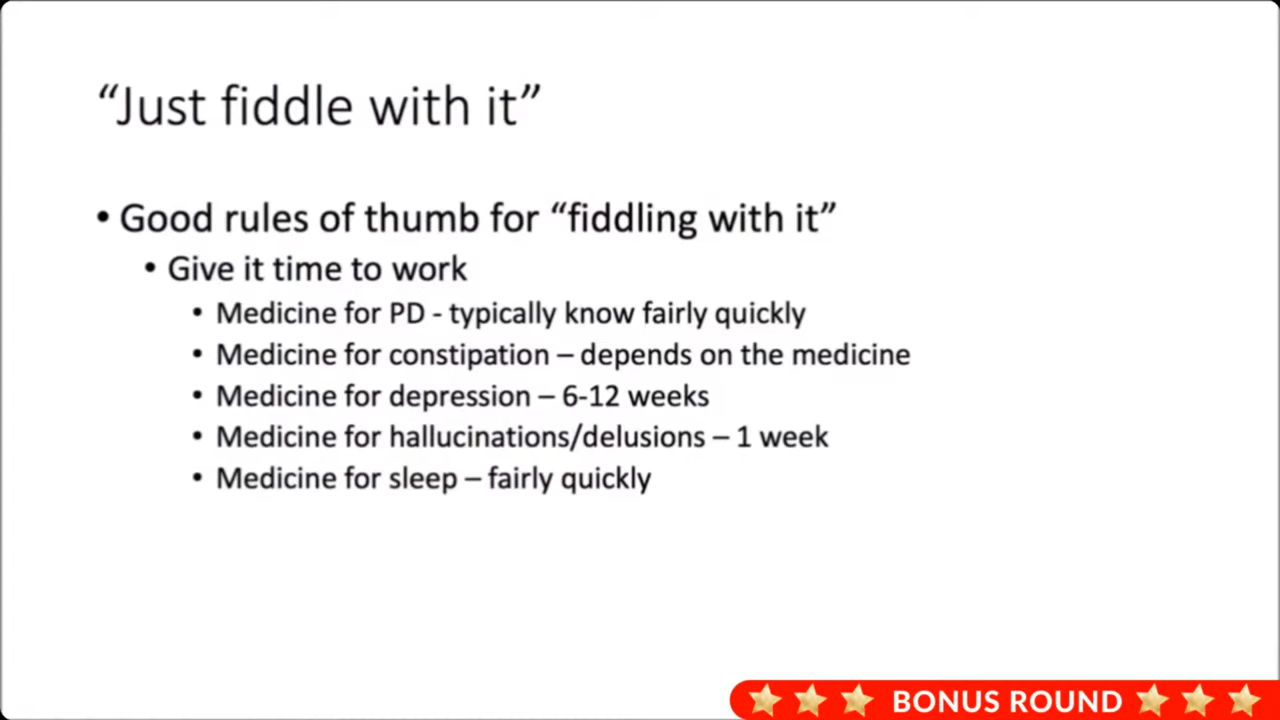 “Just fiddle with it”
• Good rules of thumb for “fiddling with it”
• Give it time to work
• Medicine for PD - typically know fairly quickly
• Medicine for constipation – depends on the medicine
• Medicine for depression – 6-12 weeks
• Medicine for hallucinations/delusions – 1 week
• Medicine for sleep – fairly quickly
BONUS ROUND